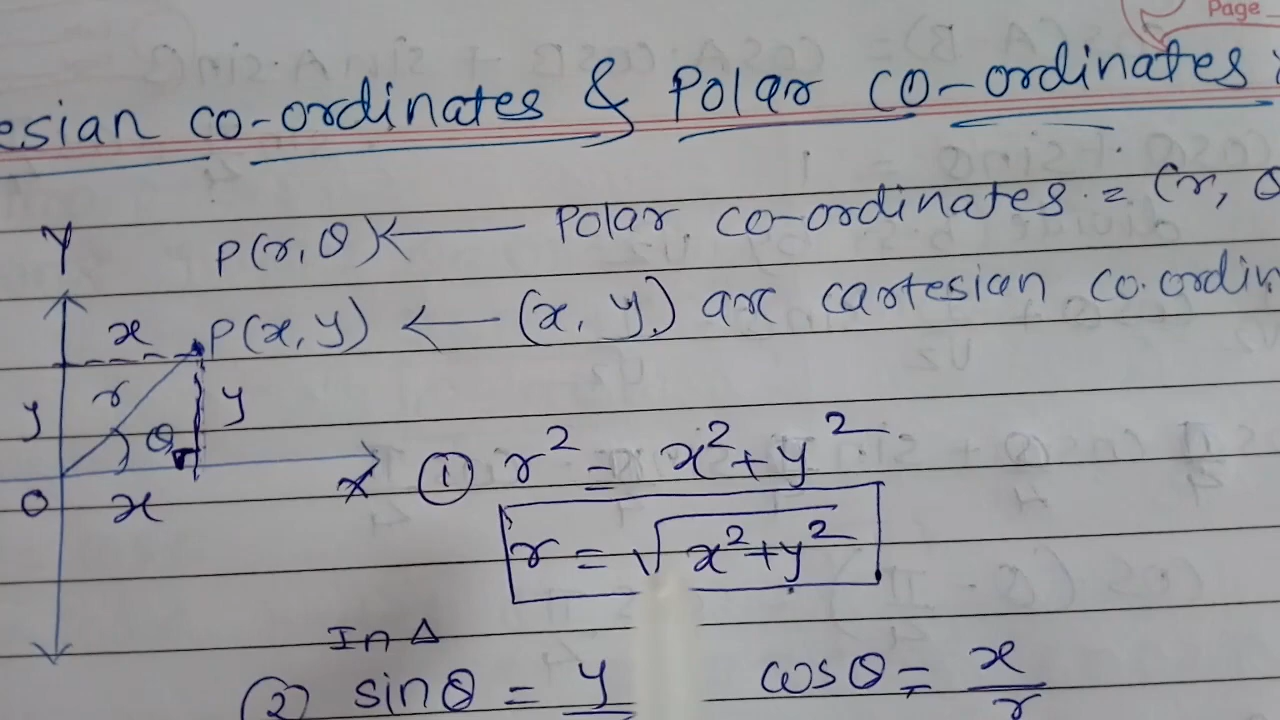 Page
esian co-ordinates & Polar co-ordinates
Y P(r, θ) ← Polar co-ordinates = (r, θ
x P(x, y) ← (x, y) are cartesian co.ordin
y r θ y
O x X
① r² = x² + y²
r = √x²+y²
In Δ
② sinθ = y cosθ = x/r